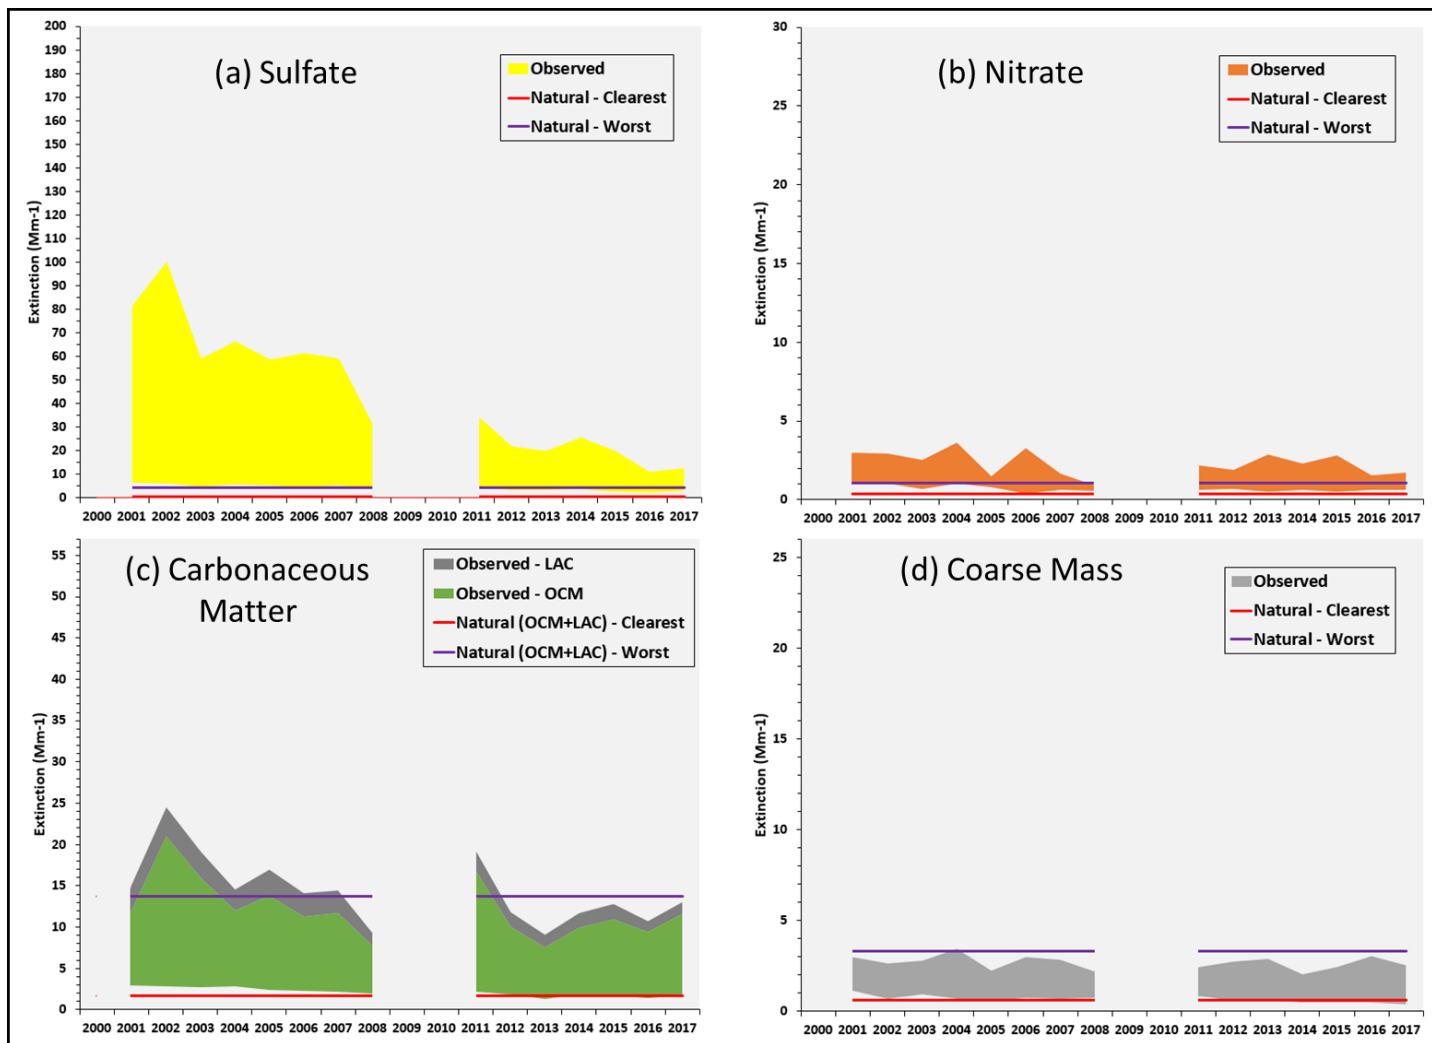 (a) Sulfate
Observed
Natural - Clearest
Natural - Worst
Extinction (Mm-1)
200
190
180
170
160
150
140
130
120
110
100
90
80
70
60
50
40
30
20
10
0
2000 2001 2002 2003 2004 2005 2006 2007 2008 2009 2010 2011 2012 2013 2014 2015 2016 2017
(b) Nitrate
Observed
Natural - Clearest
Natural - Worst
Extinction (Mm-1)
30
25
20
15
10
5
0
2000 2001 2002 2003 2004 2005 2006 2007 2008 2009 2010 2011 2012 2013 2014 2015 2016 2017
(c) Carbonaceous
Matter
Observed - LAC
Observed - OCM
Natural (OCM+LAC) - Clearest
Natural (OCM+LAC) - Worst
Extinction (Mm-1)
55
50
45
40
35
30
25
20
15
10
5
0
2000 2001 2002 2003 2004 2005 2006 2007 2008 2009 2010 2011 2012 2013 2014 2015 2016 2017
(d) Coarse Mass
Observed
Natural - Clearest
Natural - Worst
Extinction (Mm-1)
25
20
15
10
5
0
2000 2001 2002 2003 2004 2005 2006 2007 2008 2009 2010 2011 2012 2013 2014 2015 2016 2017